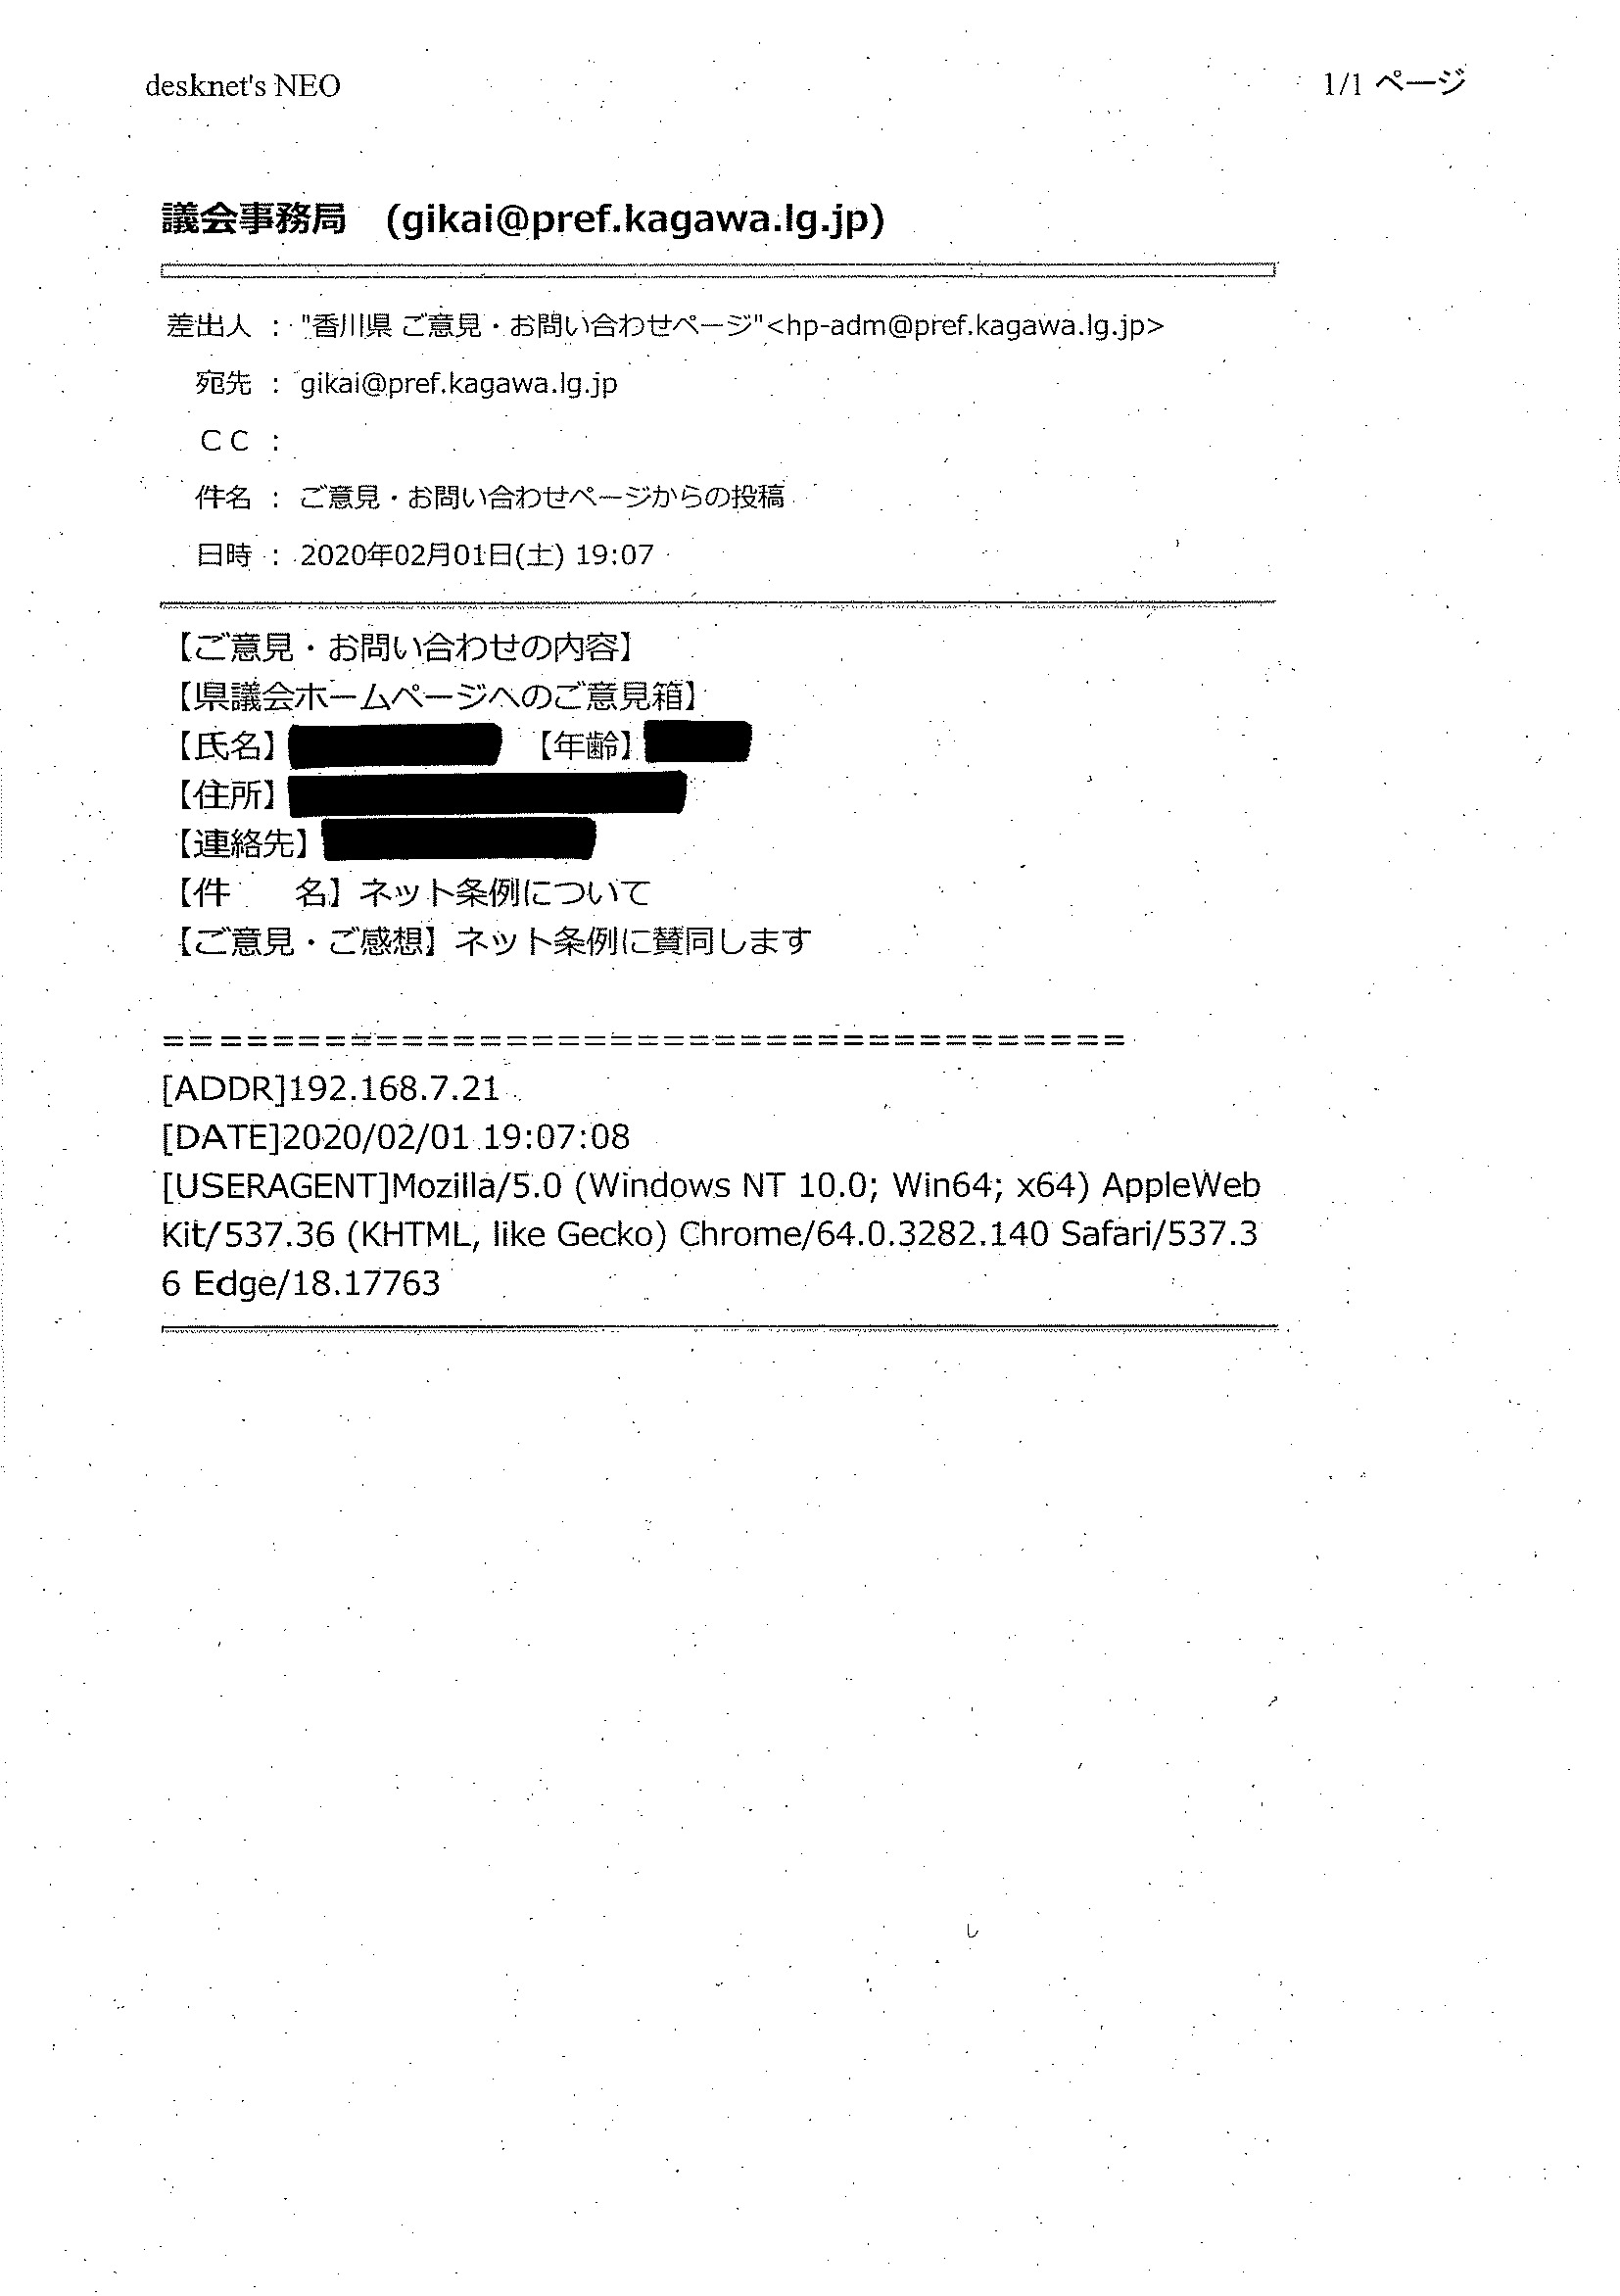 desknet's NEO
1/1 ページ
議会事務局　(gikai@pref.kagawa.lg.jp)
差出人 : "香川県 ご意見・お問い合わせページ"<hp-adm@pref.kagawa.lg.jp>
宛先 : gikai@pref.kagawa.lg.jp
ＣＣ :
件名 : ご意見・お問い合わせページからの投稿
日時 : 2020年02月01日(土) 19:07
【ご意見・お問い合わせの内容】
【県議会ホームページへのご意見箱】
【氏名】　【年齢】
【住所】
【連絡先】
【件　　名】ネット条例について
【ご意見・ご感想】ネット条例に賛同します
=====================================
[ADDR]192.168.7.21
[DATE]2020/02/01 19:07:08
[USERAGENT]Mozilla/5.0 (Windows NT 10.0; Win64; x64) AppleWeb
Kit/537.36 (KHTML, like Gecko) Chrome/64.0.3282.140 Safari/537.3
6 Edge/18.17763